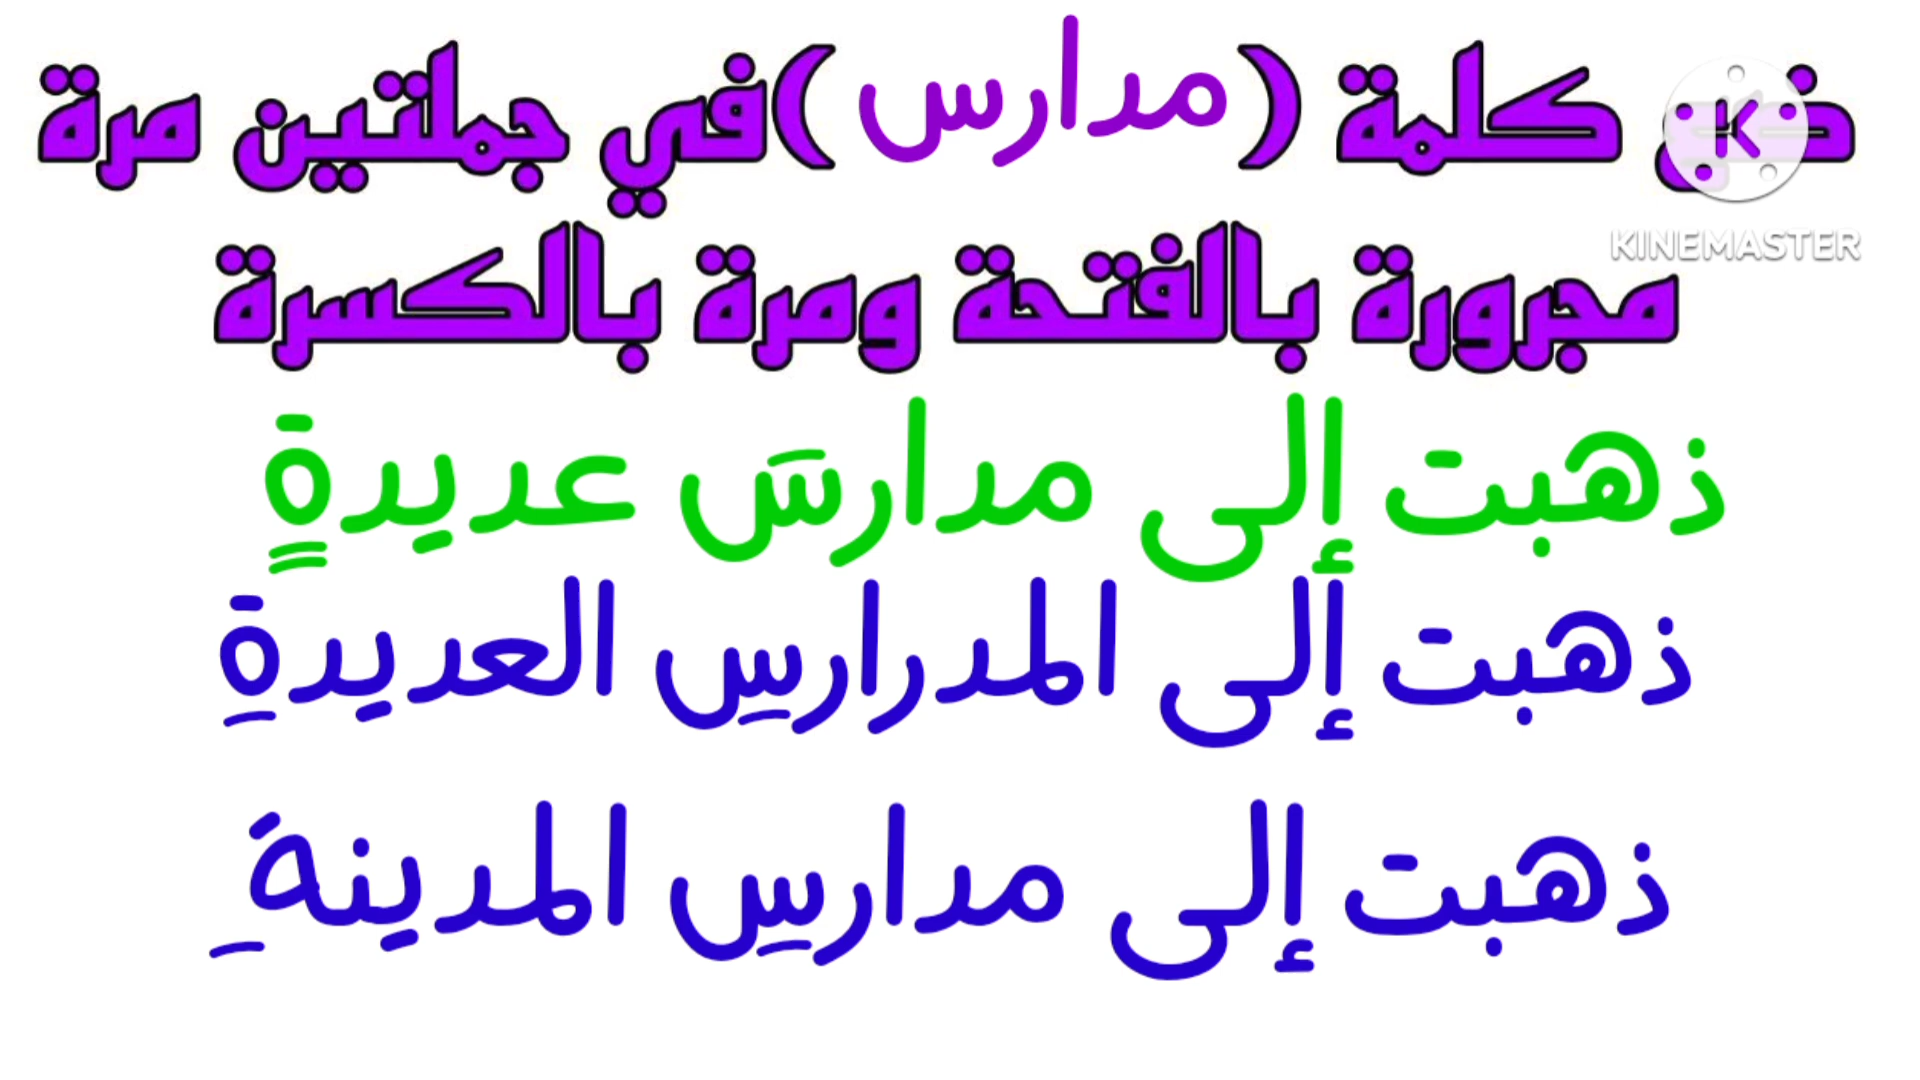 ضع كلمة (مدارس) في جملتين مرة
مجرورة بالفتحة ومرة بالكسرة
ذهبت إلى مدارسَ عديدةٍ
ذهبت إلى المدرارسِ العديدةِ
ذهبت إلى مدارسِ المدينةِ
KINEMASTER